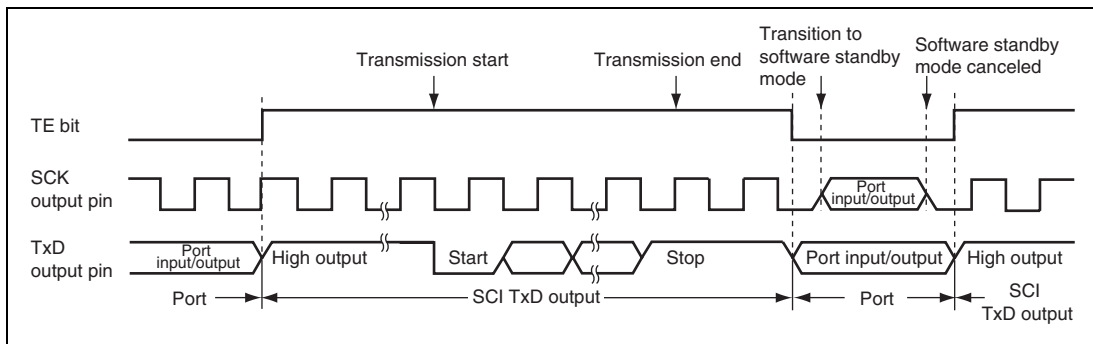 Transmission start
Transmission end
Transition to
software standby
mode
Software standby
mode canceled
TE bit
SCK
output pin
Port
input/output
TxD
output pin
Port
input/output
High output
Start
Stop
Port input/output
High output
Port
SCI TxD output
Port
SCI
TxD output